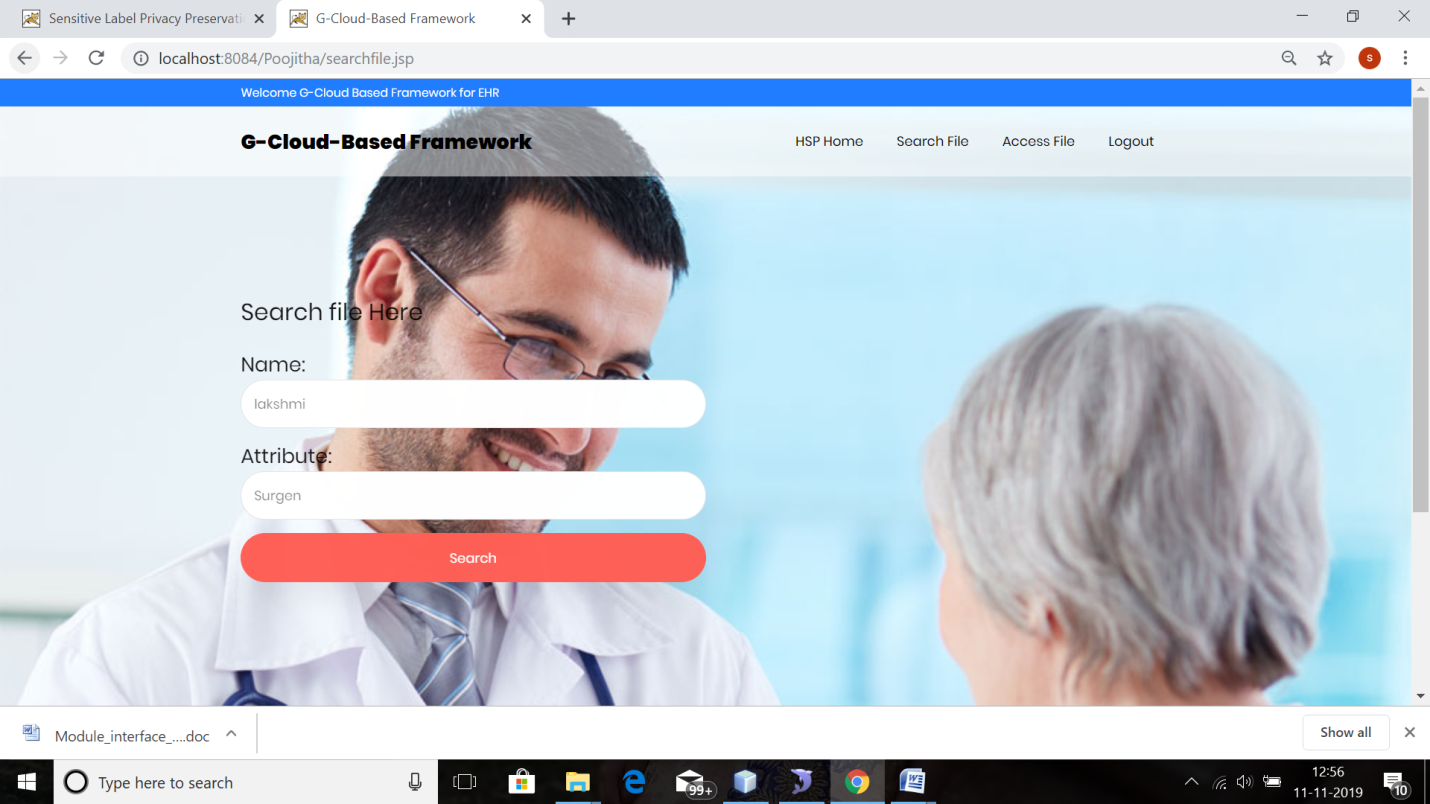 Sensitive Label Privacy Preservati
G-Cloud-Based Framework
localhost:8084/Poojitha/searchfile.jsp
s
Welcome G-Cloud Based Framework for EHR
G-Cloud-Based Framework
HSP Home Search File Access File Logout
Search file Here
Name:
lakshmi
Attribute:
Surgen
Search
Module_interface_....doc
Show all
Type here to search
99+
12:56
11-11-2019
10